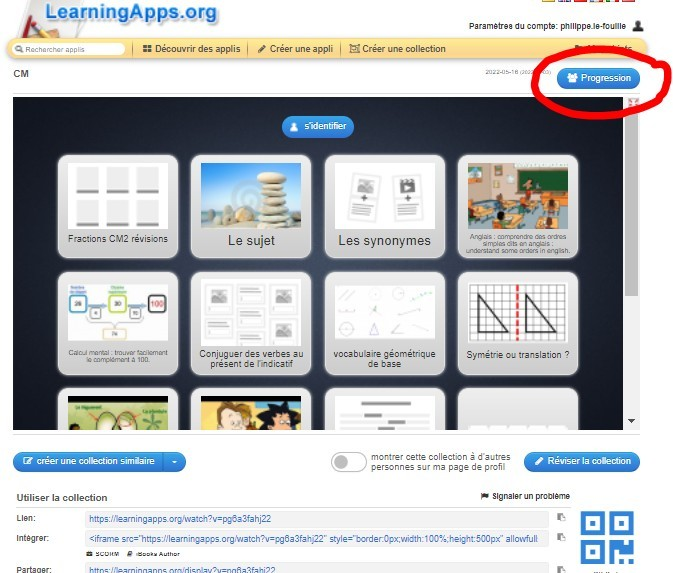 LearningApps.org
Paramètres du compte: philippe.le-fouille
Rechercher applis
Découvrir des applis
Créer une appli
Créer une collection
CM
2022-05-16
Progression
s'identifier
Fractions CM2 révisions
Le sujet
Les synonymes
Anglais : comprendre des ordres
simples dits en anglais :
understand some orders in english.
Calcul mental : trouver facilement
le complément à 100.
Conjuguer des verbes au
présent de l'indicatif
vocabulaire géométrique
de base
Symétrie ou translation ?
créer une collection similaire
montrer cette collection à d'autres
personnes sur ma page de profil
Réviser la collection
Utiliser la collection
Signaler un problème
Lien:
https://learningapps.org/watch?v=pg6a3fahj22
Intégrer:
<iframe src="https://learningapps.org/watch?v=pg6a3fahj22" style="border:0px;width:100%;height:500px" allowfull
SCORM
iBooks Author
Partager:
https://learningapps.org/display?v=pg6a3fahj22